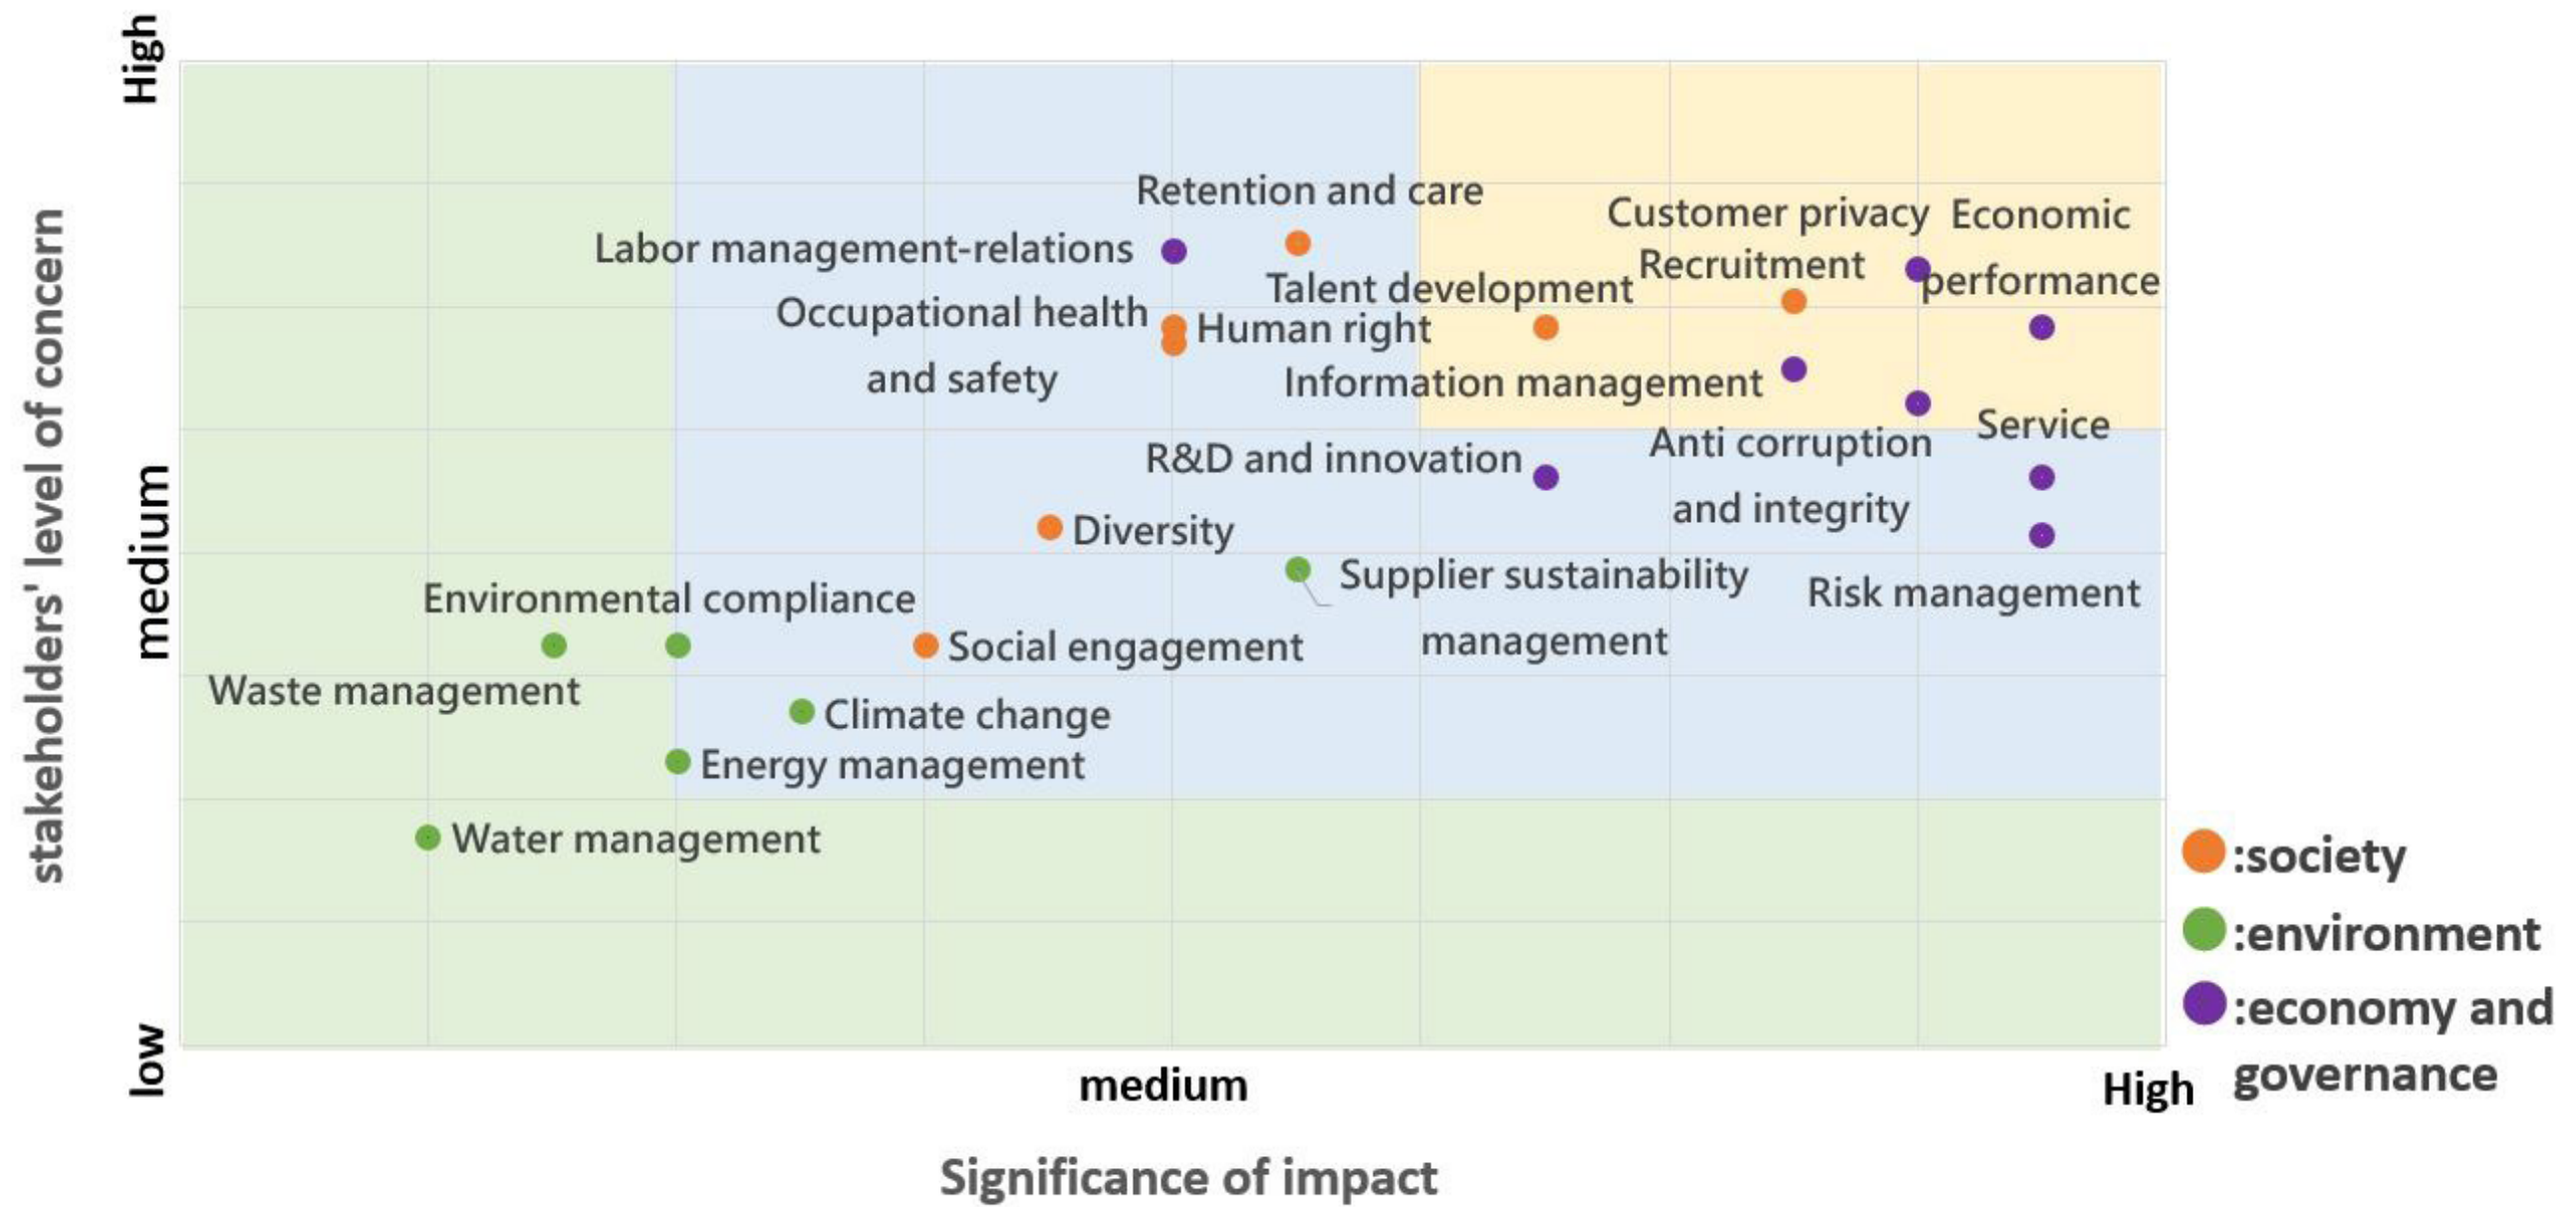 High
Retention and care
Customer privacy
Economic
performance
Labor management-relations
Recruitment
Talent development
Occupational health
and safety
Human right
Information management
Service
Anti corruption
and integrity
R&D and innovation
Diversity
Supplier sustainability
management
Risk management
Environmental compliance
Social engagement
Waste management
Climate change
Energy management
Water management
stakeholders' level of concern
medium
low
medium
High
Significance of impact
:society
:environment
:economy and
governance